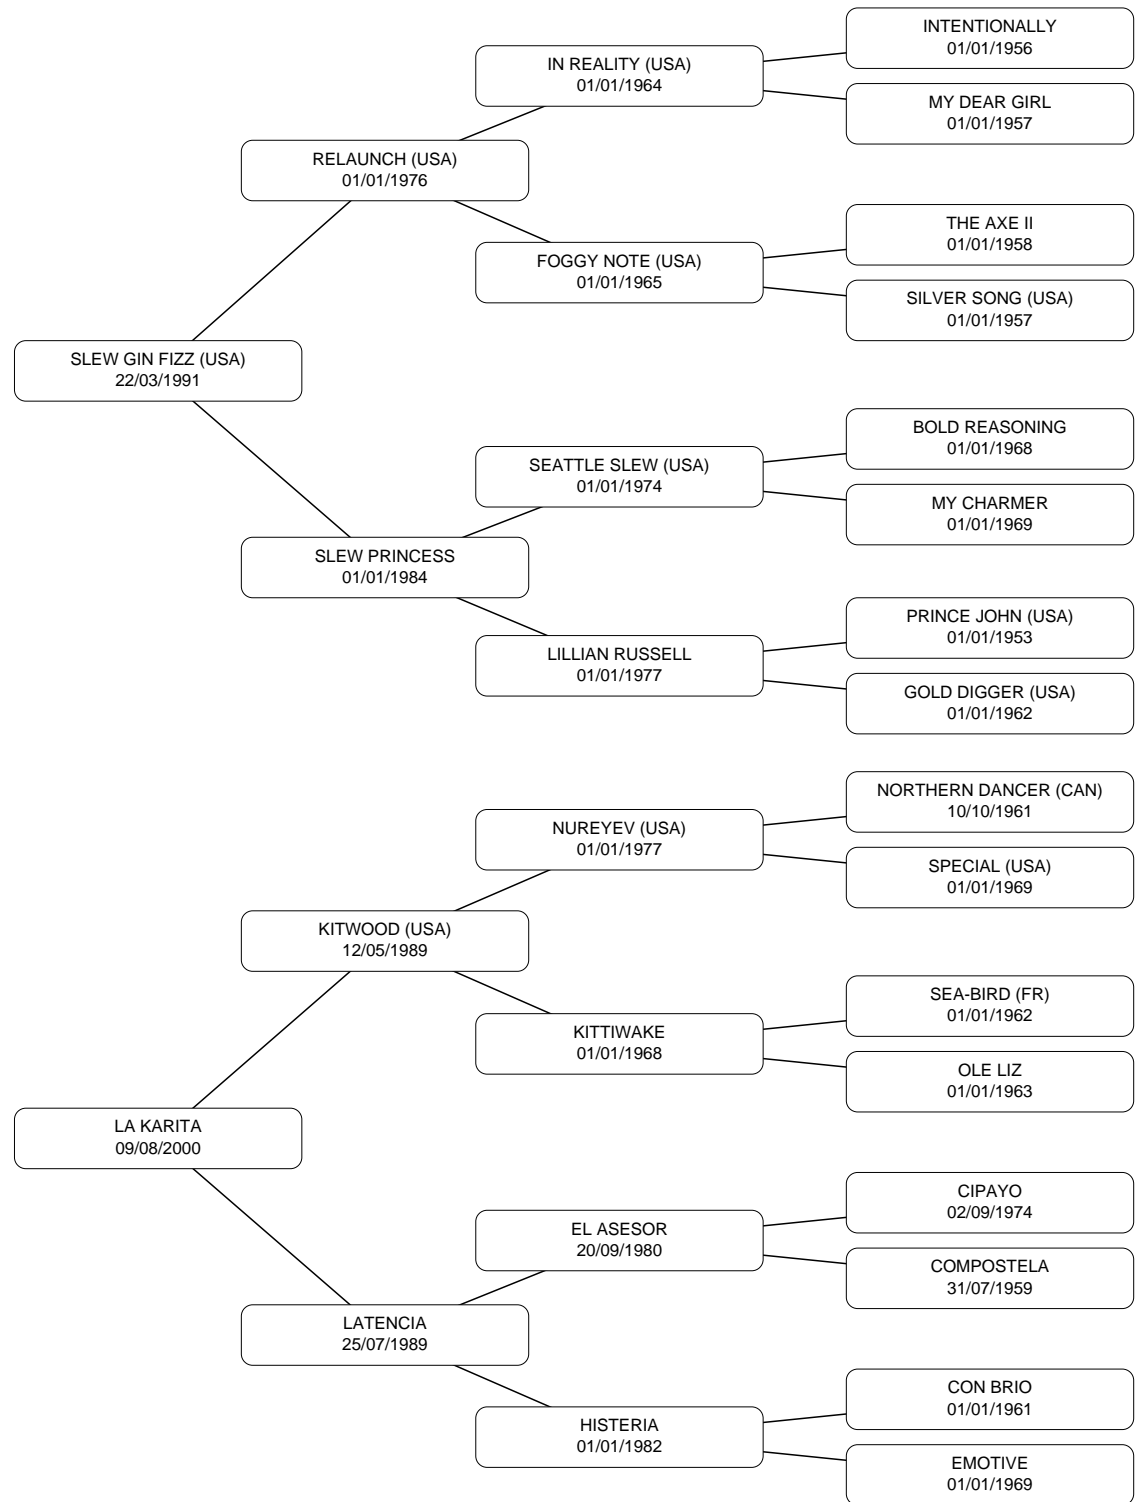 INTENTIONALLY
01/01/1956
IN REALITY (USA)
01/01/1964
MY DEAR GIRL
01/01/1957
RELAUNCH (USA)
01/01/1976
THE AXE II
01/01/1958
FOGGY NOTE (USA)
01/01/1965
SILVER SONG (USA)
01/01/1957
SLEW GIN FIZZ (USA)
22/03/1991
BOLD REASONING
01/01/1968
SEATTLE SLEW (USA)
01/01/1974
MY CHARMER
01/01/1969
SLEW PRINCESS
01/01/1984
PRINCE JOHN (USA)
01/01/1953
LILLIAN RUSSELL
01/01/1977
GOLD DIGGER (USA)
01/01/1962
NORTHERN DANCER (CAN)
10/10/1961
NUREYEV (USA)
01/01/1977
SPECIAL (USA)
01/01/1969
KITWOOD (USA)
12/05/1989
SEA-BIRD (FR)
01/01/1962
KITTIWAKE
01/01/1968
OLE LIZ
01/01/1963
LA KARITA
09/08/2000
CIPAYO
02/09/1974
EL ASESOR
20/09/1980
COMPOSTELA
31/07/1959
LATENCIA
25/07/1989
CON BRIO
01/01/1961
HISTERIA
01/01/1982
EMOTIVE
01/01/1969